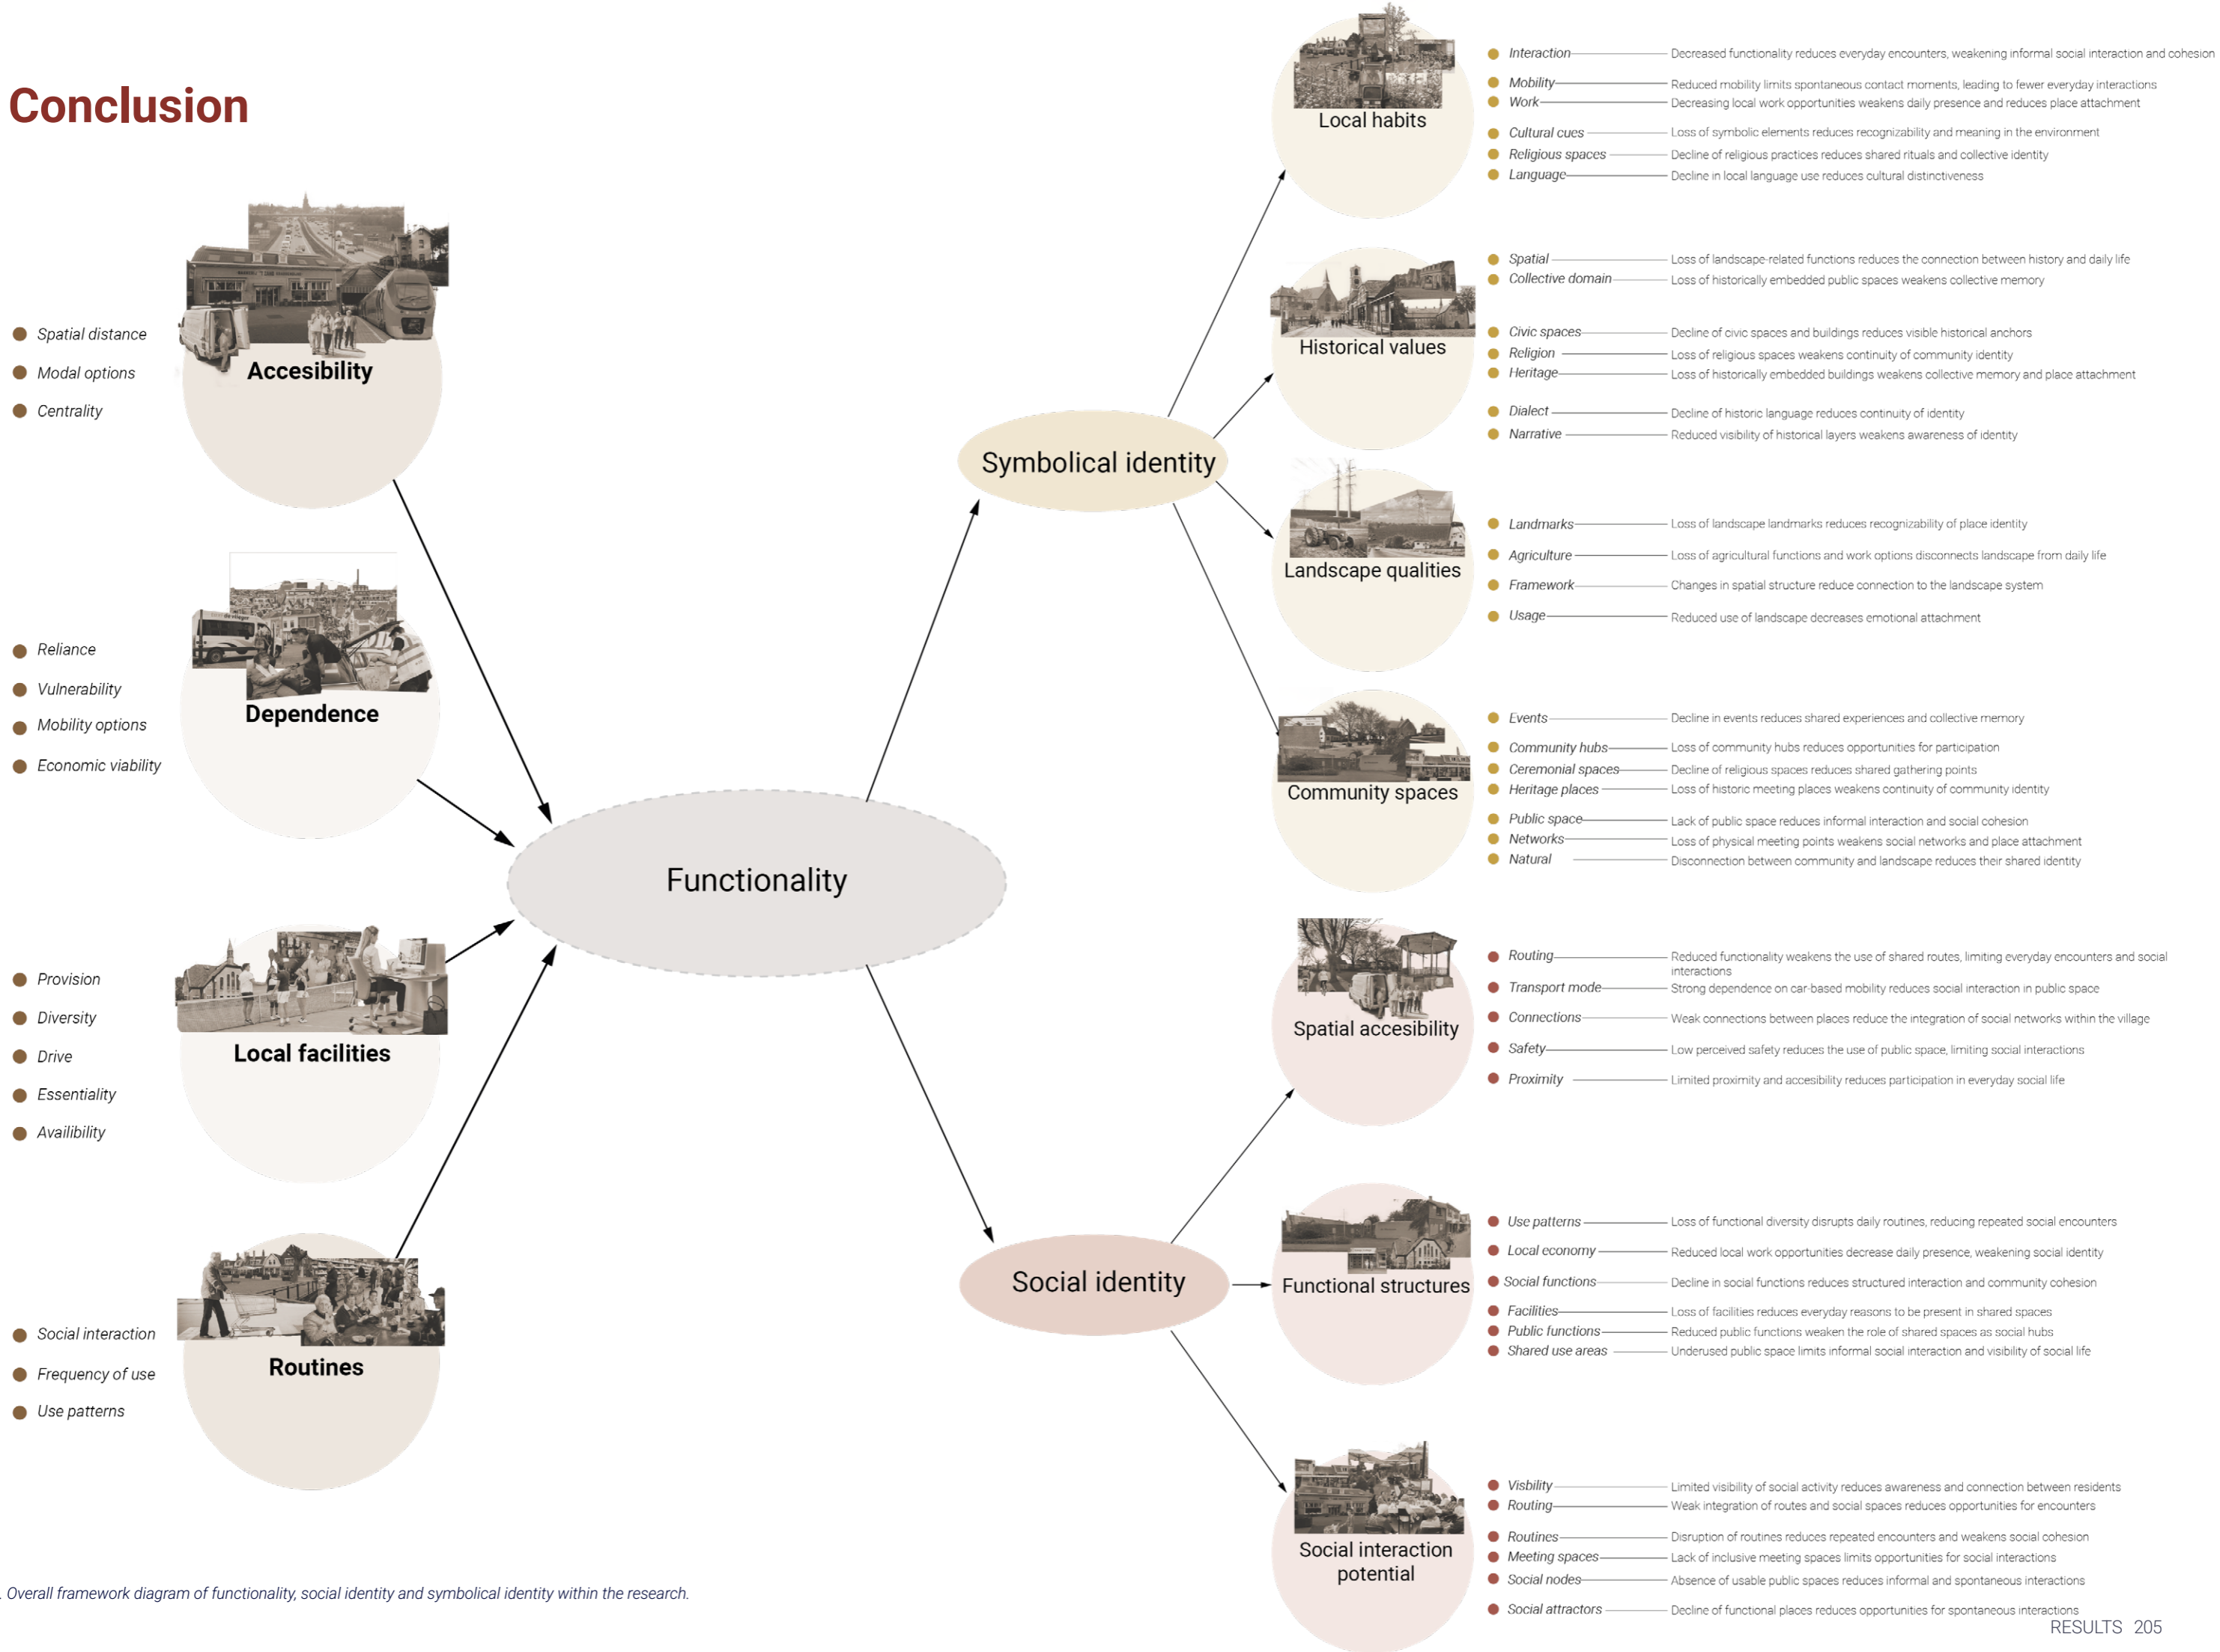 Conclusion
Spatial distance
Modal options
Centrality
Accesibility
Reliance
Vulnerability
Mobility options
Economic viability
Dependence
Provision
Diversity
Drive
Essentiality
Availibility
Local facilities
Social interaction
Frequency of use
Use patterns
Routines
Functionality
Symbolical identity
Social identity
Local habits
Interaction Decreased functionality reduces everyday encounters, weakening informal social interaction and cohesion
Mobility Reduced mobility limits spontaneous contact moments, leading to fewer everyday interactions
Work Decreasing local work opportunities weakens daily presence and reduces place attachment
Cultural cues Loss of symbolic elements reduces recognizability and meaning in the environment
Religious spaces Decline of religious practices reduces shared rituals and collective identity
Language Decline in local language use reduces cultural distinctiveness
Historical values
Spatial Loss of landscape-related functions reduces the connection between history and daily life
Collective domain Loss of historically embedded public spaces weakens collective memory
Civic spaces Decline of civic spaces and buildings reduces visible historical anchors
Religion Loss of religious spaces weakens continuity of community identity
Heritage Loss of historically embedded buildings weakens collective memory and place attachment
Dialect Decline of historic language reduces continuity of identity
Narrative Reduced visibility of historical layers weakens awareness of identity
Landscape qualities
Landmarks Loss of landscape landmarks reduces recognizability of place identity
Agriculture Loss of agricultural functions and work options disconnects landscape from daily life
Framework Changes in spatial structure reduce connection to the landscape system
Usage Reduced use of landscape decreases emotional attachment
Community spaces
Events Decline in events reduces shared experiences and collective memory
Community hubs Loss of community hubs reduces opportunities for participation
Ceremonial spaces Decline of religious spaces reduces shared gathering points
Heritage places Loss of historic meeting places weakens continuity of community identity
Public space Lack of public space reduces informal interaction and social cohesion
Networks Loss of physical meeting points weakens social networks and place attachment
Natural Disconnection between community and landscape reduces their shared identity
Spatial accesibility
Routing Reduced functionality weakens the use of shared routes, limiting everyday encounters and social
interactions
Transport mode Strong dependence on car-based mobility reduces social interaction in public space
Connections Weak connections between places reduce the integration of social networks within the village
Safety Low perceived safety reduces the use of public space, limiting social interactions
Proximity Limited proximity and accesibility reduces participation in everyday social life
Functional structures
Use patterns Loss of functional diversity disrupts daily routines, reducing repeated social encounters
Local economy Reduced local work opportunities decrease daily presence, weakening social identity
Social functions Decline in social functions reduces structured interaction and community cohesion
Facilities Loss of facilities reduces everyday reasons to be present in shared spaces
Public functions Reduced public functions weaken the role of shared spaces as social hubs
Shared use areas Underused public space limits informal social interaction and visibility of social life
Social interaction
potential
Visbility Limited visibility of social activity reduces awareness and connection between residents
Routing Weak integration of routes and social spaces reduces opportunities for encounters
Routines Disruption of routines reduces repeated encounters and weakens social cohesion
Meeting spaces Lack of inclusive meeting spaces limits opportunities for social interactions
Social nodes Absence of usable public spaces reduces informal and spontaneous interactions
Social attractors Decline of functional places reduces opportunities for spontaneous interactions
. Overall framework diagram of functionality, social identity and symbolical identity within the research.
RESULTS 205